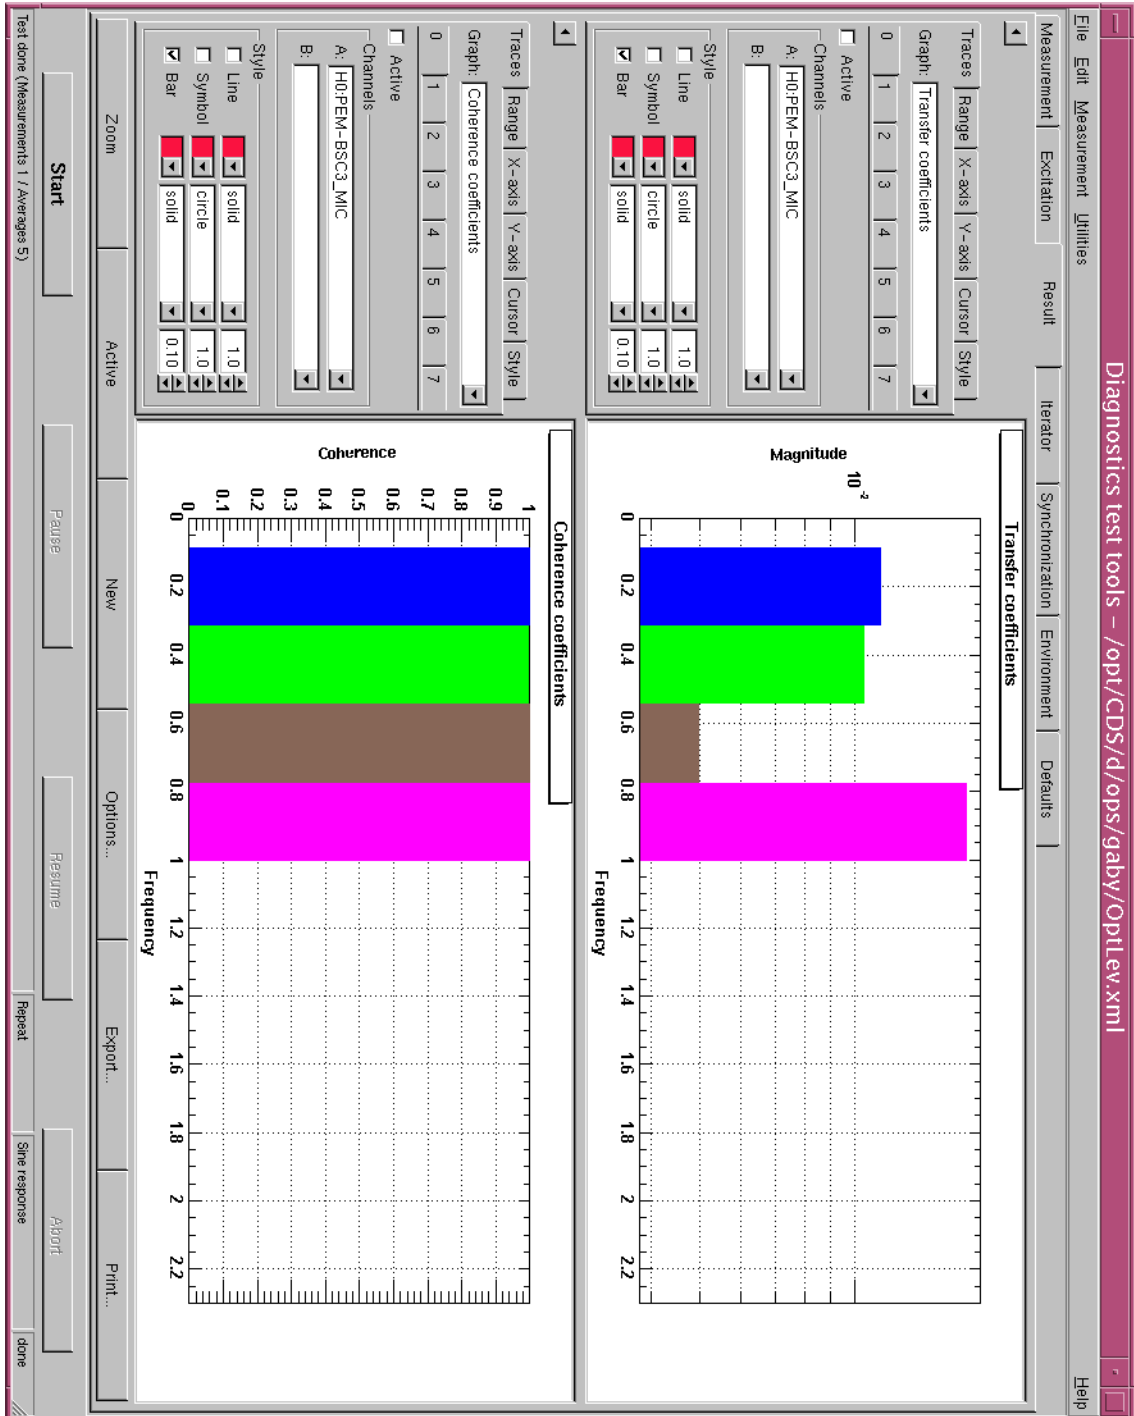 Diagnostics test tools – /opt/CDS/d/ops/gaby/OptLev.xml
File Edit Measurement Utilities Help
Measurement Excitation Result Iterator Synchronization Environment Defaults
Traces Range X-axis Y-axis Cursor Style
Graph: Transfer coefficients
0 1 2 3 4 5 6 7
Active
Channels
A: H0:PEM-BSC3_MIC
B:
Style
Line solid 1.0
Symbol circle 1.0
Bar solid 0.10
Transfer coefficients
Magnitude
10 -2
0 0.2 0.4 0.6 0.8 1 1.2 1.4 1.6 1.8 2 2.2
Frequency
Traces Range X-axis Y-axis Cursor Style
Graph: Coherence coefficients
0 1 2 3 4 5 6 7
Active
Channels
A: H0:PEM-BSC3_MIC
B:
Style
Line solid 1.0
Symbol circle 1.0
Bar solid 0.10
Coherence coefficients
Coherence
1
0.9
0.8
0.7
0.6
0.5
0.4
0.3
0.2
0.1
0
0 0.2 0.4 0.6 0.8 1 1.2 1.4 1.6 1.8 2 2.2
Frequency
Zoom Active New Options... Export... Print...
Start Pause Resume Abort
Test done (Measurements 1 / Averages 5) Repeat Sine response done